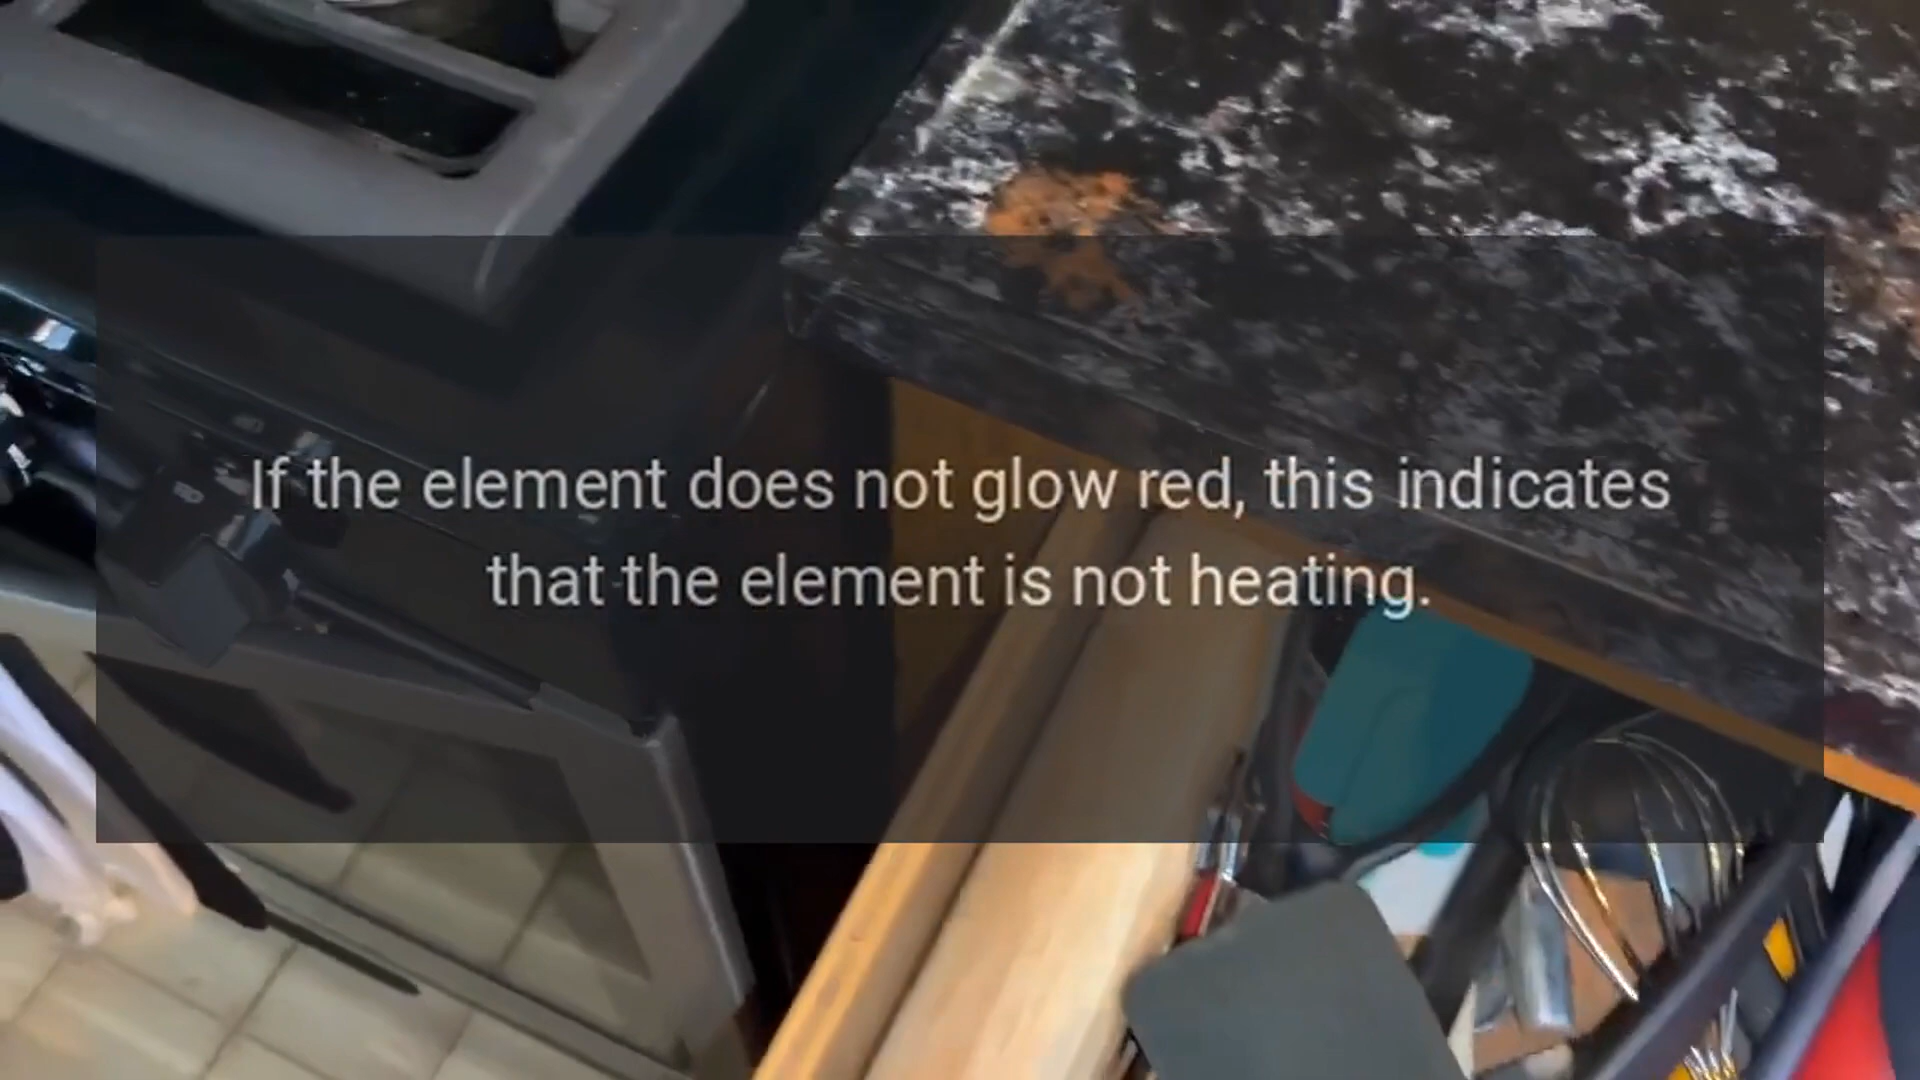 If the element does not glow red, this indicates
that the element is not heating.